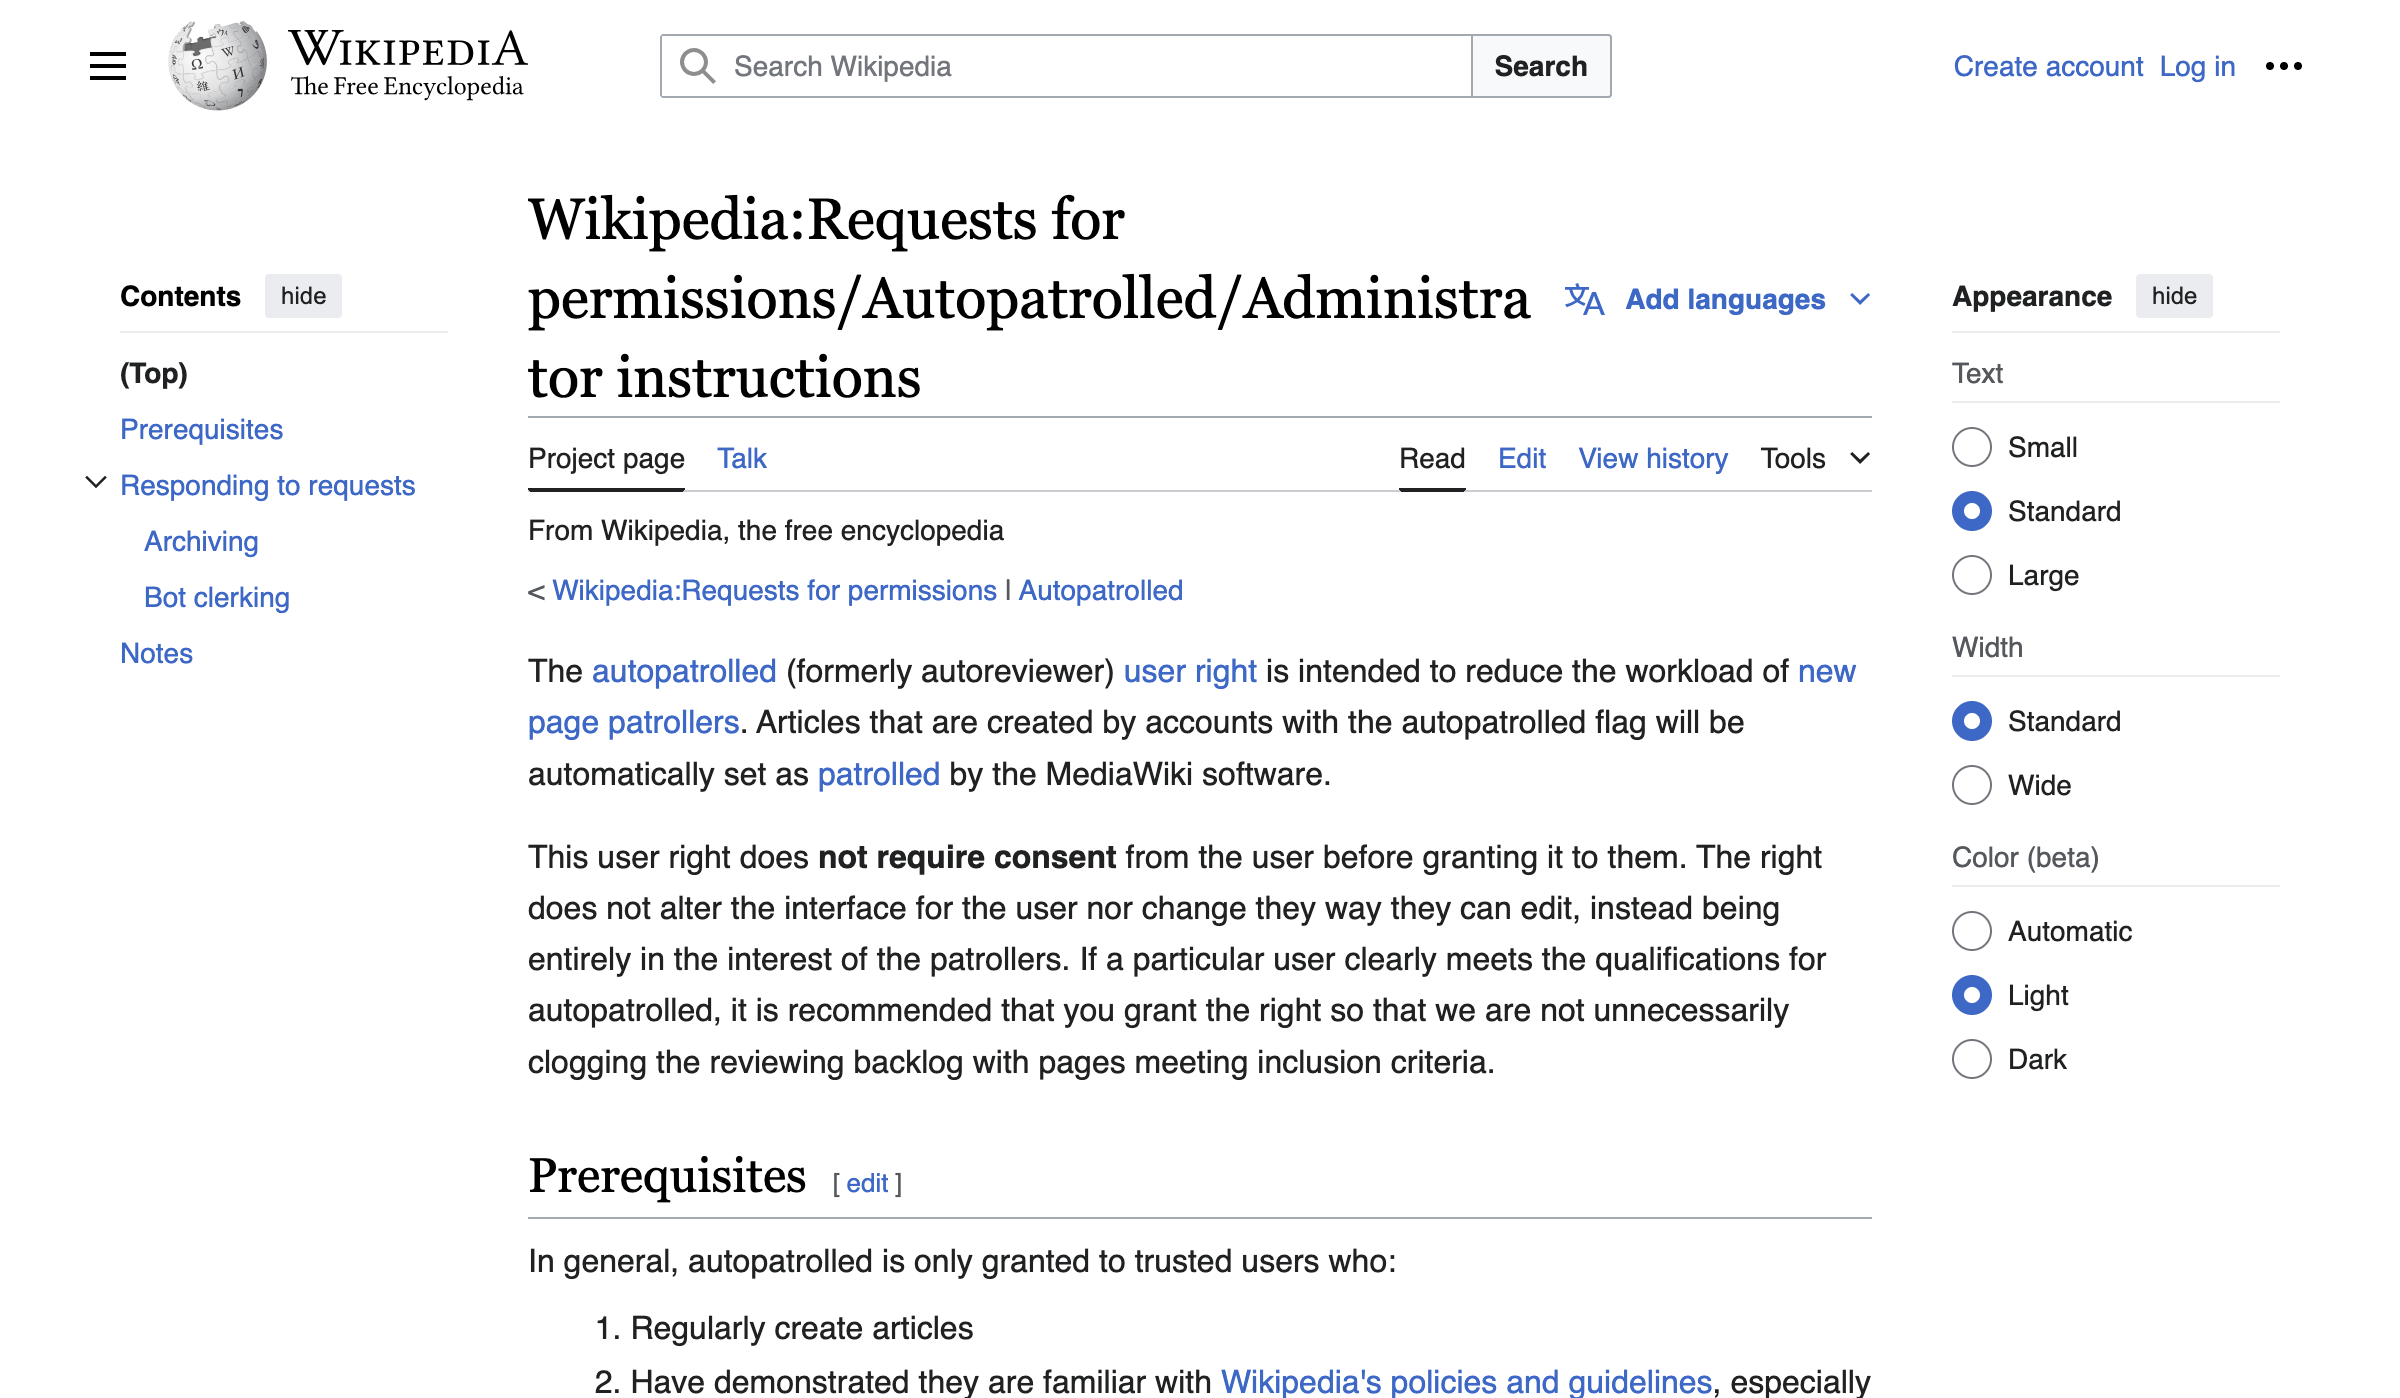 WIKIPEDIA
The Free Encyclopedia
Search Wikipedia
Search
Create account
Log in
Contents
hide
(Top)
Prerequisites
Responding to requests
Archiving
Bot clerking
Notes
Wikipedia:Requests for
permissions/Autopatrolled/Administra
tor instructions
Add languages
Project page
Talk
Read
Edit
View history
Tools
From Wikipedia, the free encyclopedia
< Wikipedia:Requests for permissions | Autopatrolled
The autopatrolled (formerly autoreviewer) user right is intended to reduce the workload of new
page patrollers. Articles that are created by accounts with the autopatrolled flag will be
automatically set as patrolled by the MediaWiki software.
This user right does not require consent from the user before granting it to them. The right
does not alter the interface for the user nor change they way they can edit, instead being
entirely in the interest of the patrollers. If a particular user clearly meets the qualifications for
autopatrolled, it is recommended that you grant the right so that we are not unnecessarily
clogging the reviewing backlog with pages meeting inclusion criteria.
Prerequisites [ edit ]
In general, autopatrolled is only granted to trusted users who:
1. Regularly create articles
2. Have demonstrated they are familiar with Wikipedia's policies and guidelines, especially
Appearance
hide
Text
Small
Standard
Large
Width
Standard
Wide
Color (beta)
Automatic
Light
Dark